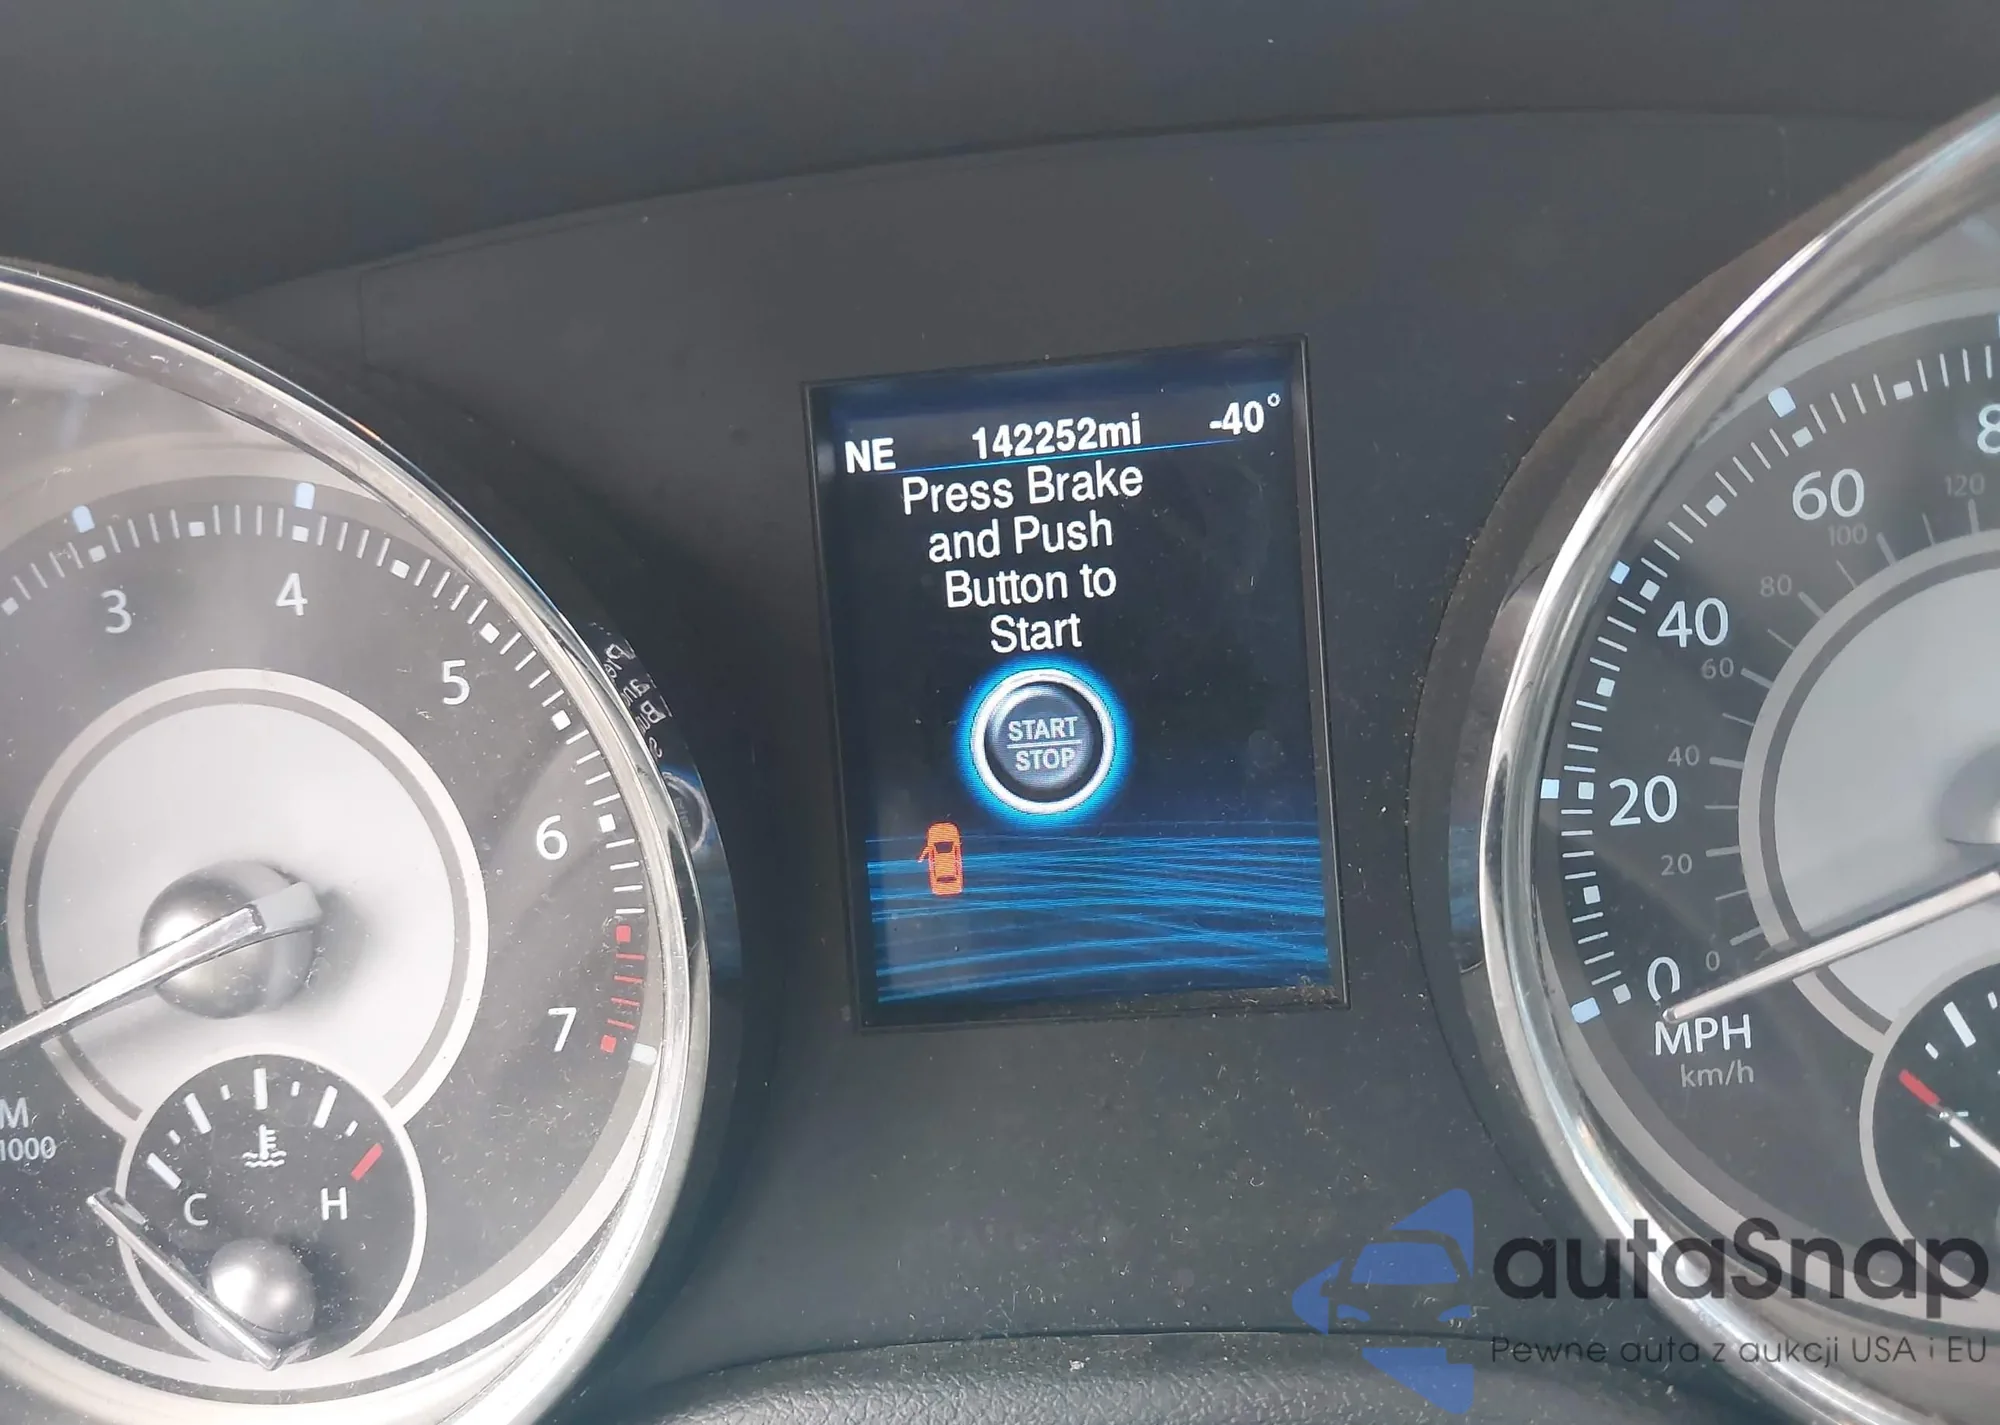 NE 142252mi -40°
Press Brake
and Push
Button to
Start
START
STOP
3
4
5
6
7
1000
C
H
8
60
120
100
40
80
60
20
40
20
0
0
MPH
km/h
autaSnap
Pewne auta z aukcji USA i EU